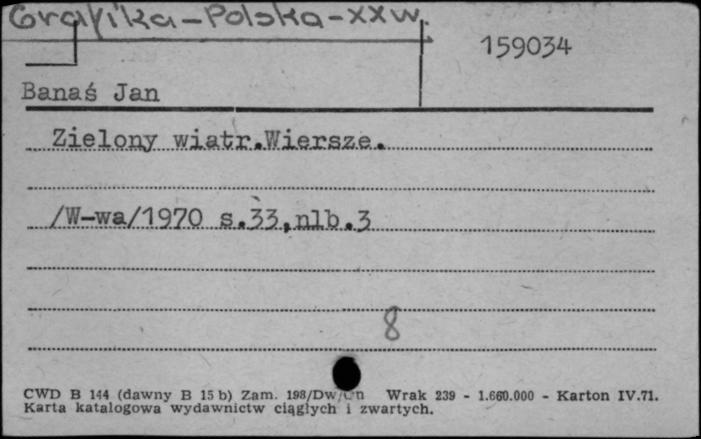 Grafika-Polska-XXw.
159034
Banaś Jan
Zielony wiatr.Wiersze.
/W-wa/1970 s.33,nlb.3
8
CWD B 144 (dawny B 15 b) Zam. 198/Dw/Un Wrak 239 - 1.660.000 - Karton IV.71.
Karta katalogowa wydawnictw ciągłych i zwartych.